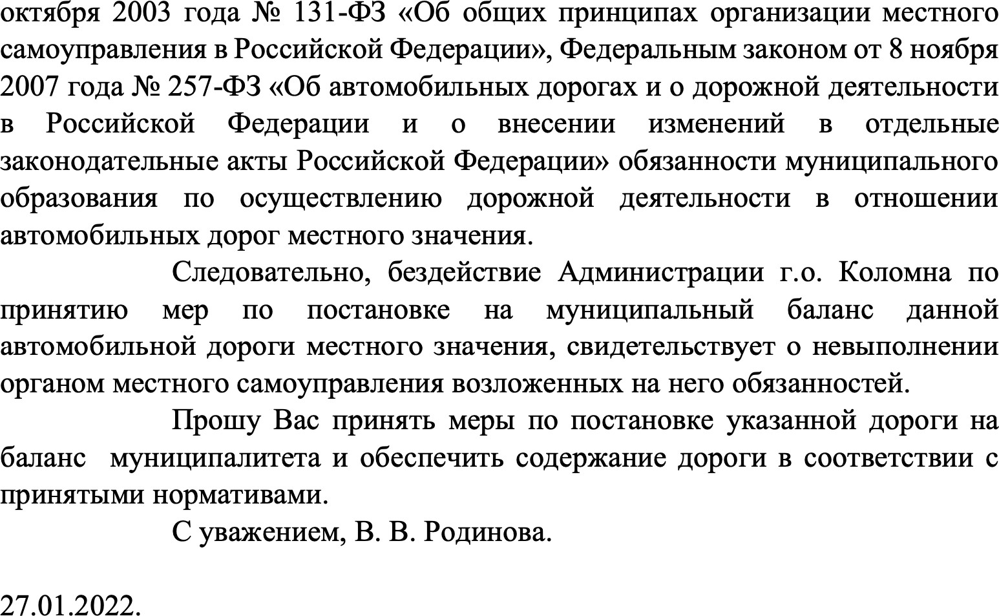 октября 2003 года № 131-ФЗ «Об общих принципах организации местного
самоуправления в Российской Федерации», Федеральным законом от 8 ноября
2007 года № 257-ФЗ «Об автомобильных дорогах и о дорожной деятельности
в Российской Федерации и о внесении изменений в отдельные
законодательные акты Российской Федерации» обязанности муниципального
образования по осуществлению дорожной деятельности в отношении
автомобильных дорог местного значения.
Следовательно, бездействие Администрации г.о. Коломна по
принятию мер по постановке на муниципальный баланс данной
автомобильной дороги местного значения, свидетельствует о невыполнении
органом местного самоуправления возложенных на него обязанностей.
Прошу Вас принять меры по постановке указанной дороги на
баланс  муниципалитета и обеспечить содержание дороги в соответствии с
принятыми нормативами.
С уважением, В. В. Родинова.
27.01.2022.